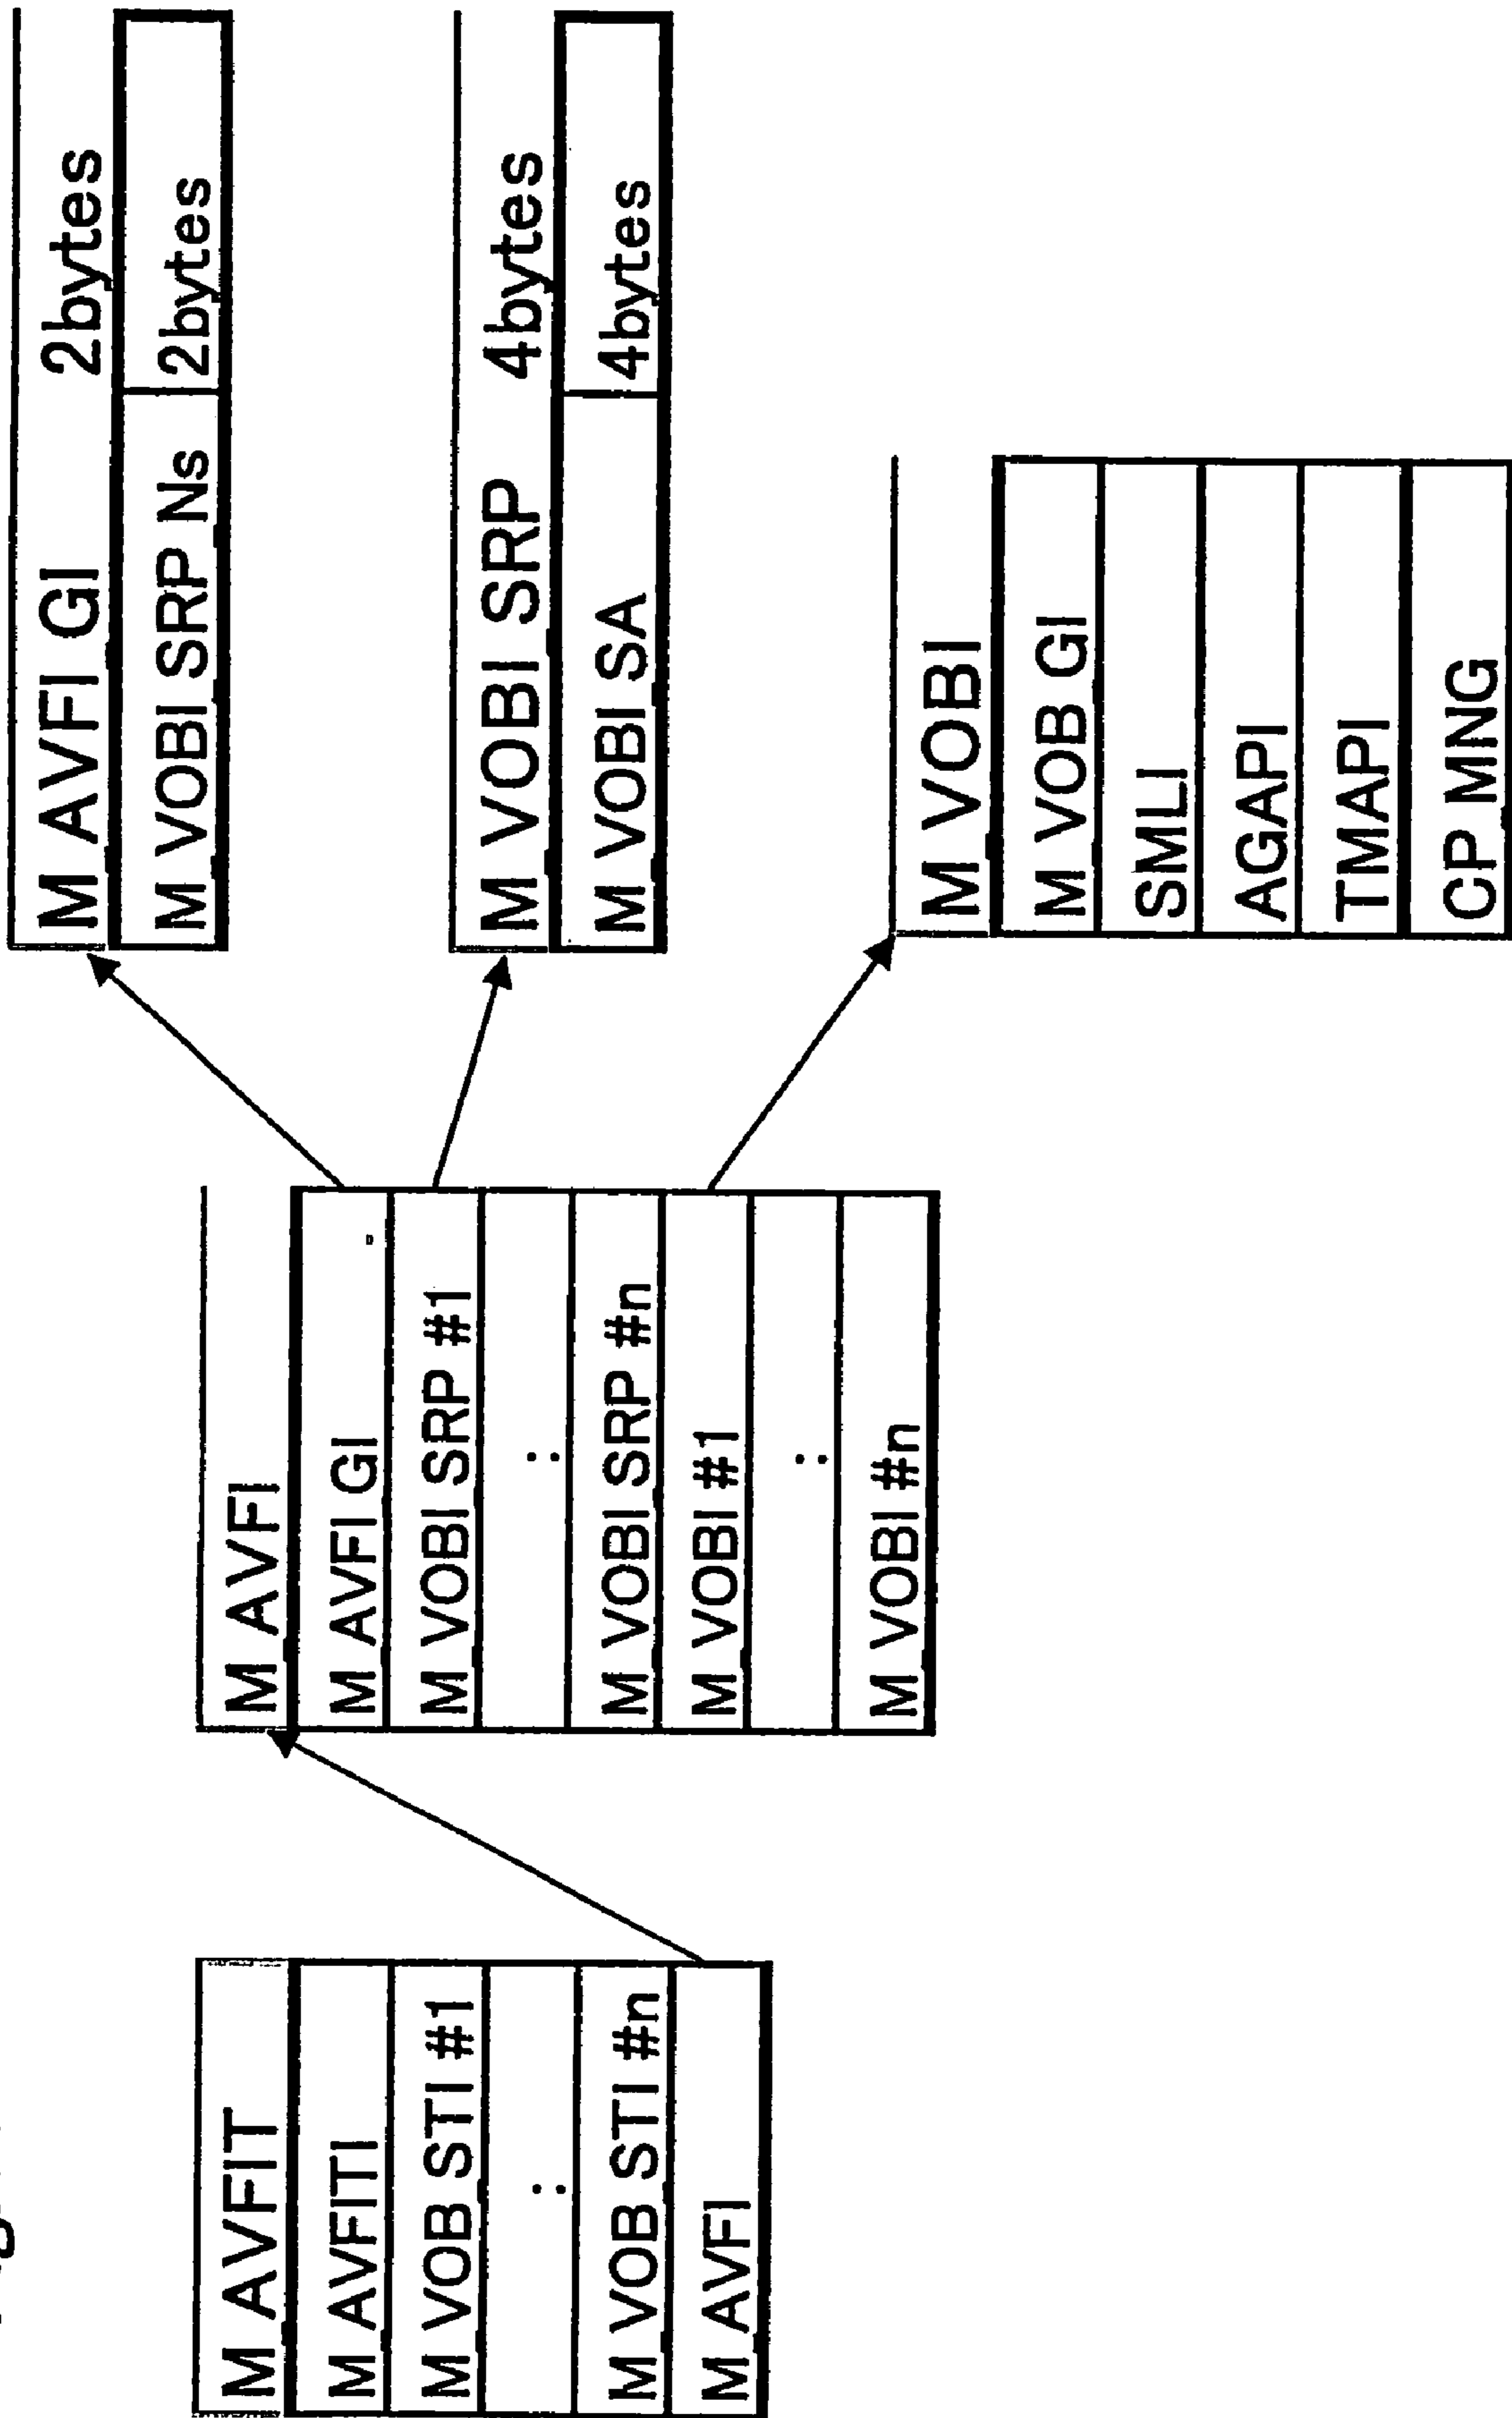 M_AVFIT
M_AVFITI
M_VOB_STI #1
:
M_VOB_STI #n
M_AVFI
M_AVFI
M_AVFI_GI
M_VOBI_SRP #1
:
M_VOBI_SRP #n
M_VOBI #1
:
M_VOBI #n
M_AVFI_GI 2bytes
M_VOBI_SRP_Ns 2bytes
M_VOBI_SRP 4bytes
M_VOBI_SA 4bytes
M_VOBI
M_VOB_GI
SMLI
AGAPI
TMAPI
CP_MNG